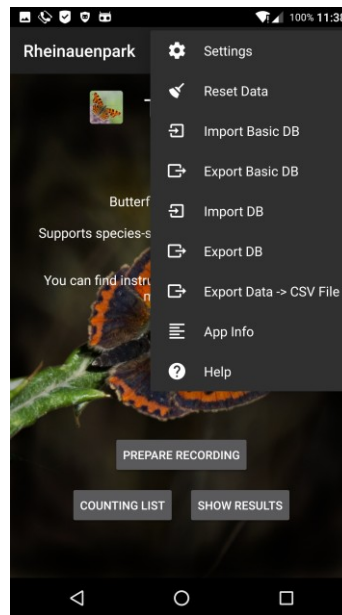 100% 11:38
Rheinauenpark
Settings
Reset Data
Import Basic DB
Export Basic DB
Import DB
Export DB
Export Data -> CSV File
App Info
Help
Butterf
Supports species-s
You can find instru
PREPARE RECORDING
COUNTING LIST
SHOW RESULTS